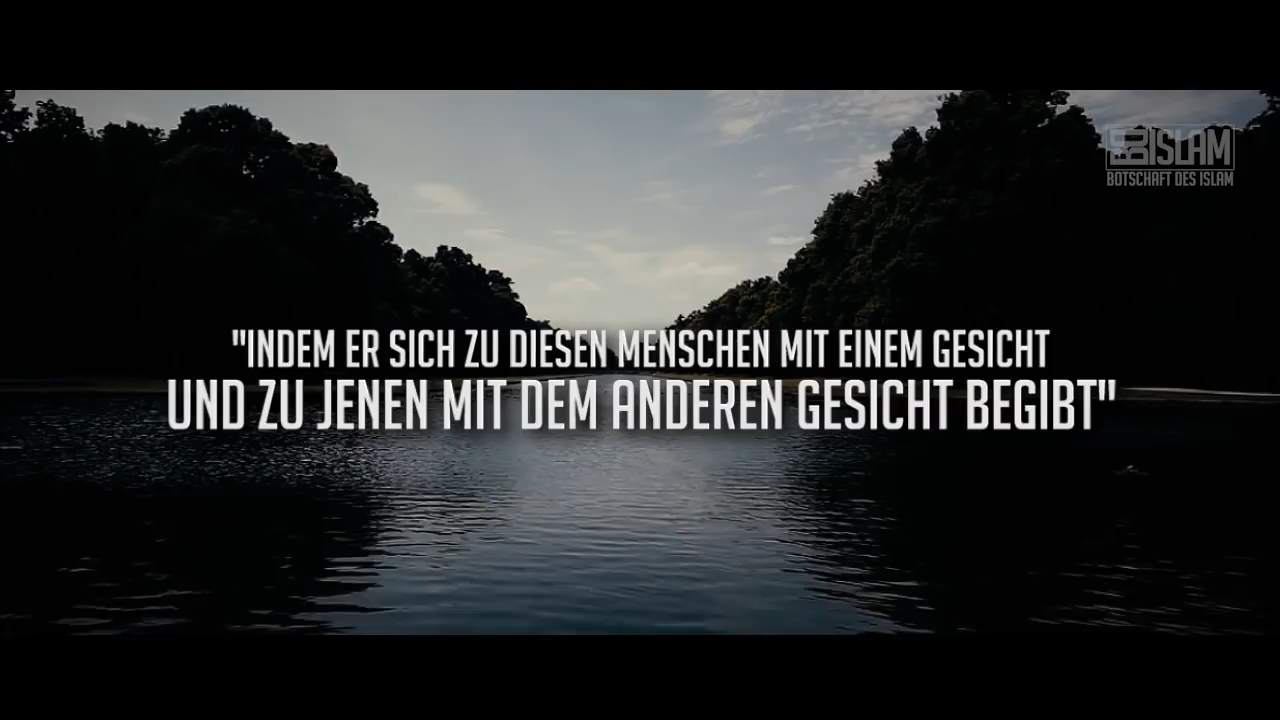 ISLAM
BOTSCHAFT DES ISLAM
"INDEM ER SICH ZU DIESEN MENSCHEN MIT EINEM GESICHT
UND ZU JENEN MIT DEM ANDEREN GESICHT BEGIBT"